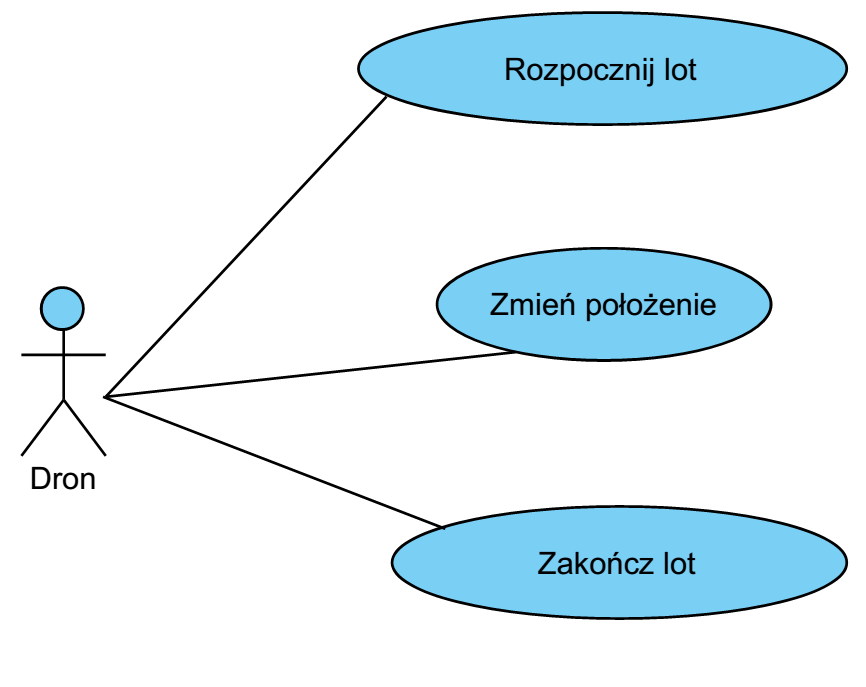 Rozpocznij lot
Zmień położenie
Dron
Zakończ lot